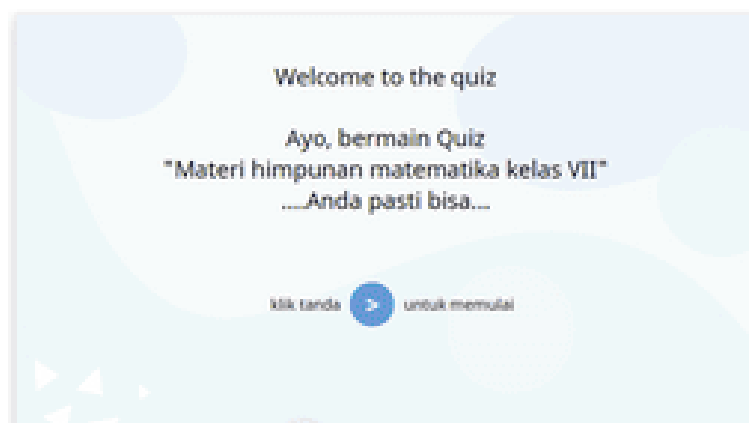 Welcome to the quiz
Ayo, bermain Quiz
"Materi himpunan matematika kelas VII"
....Anda pasti bisa...
klik tanda > untuk memulai